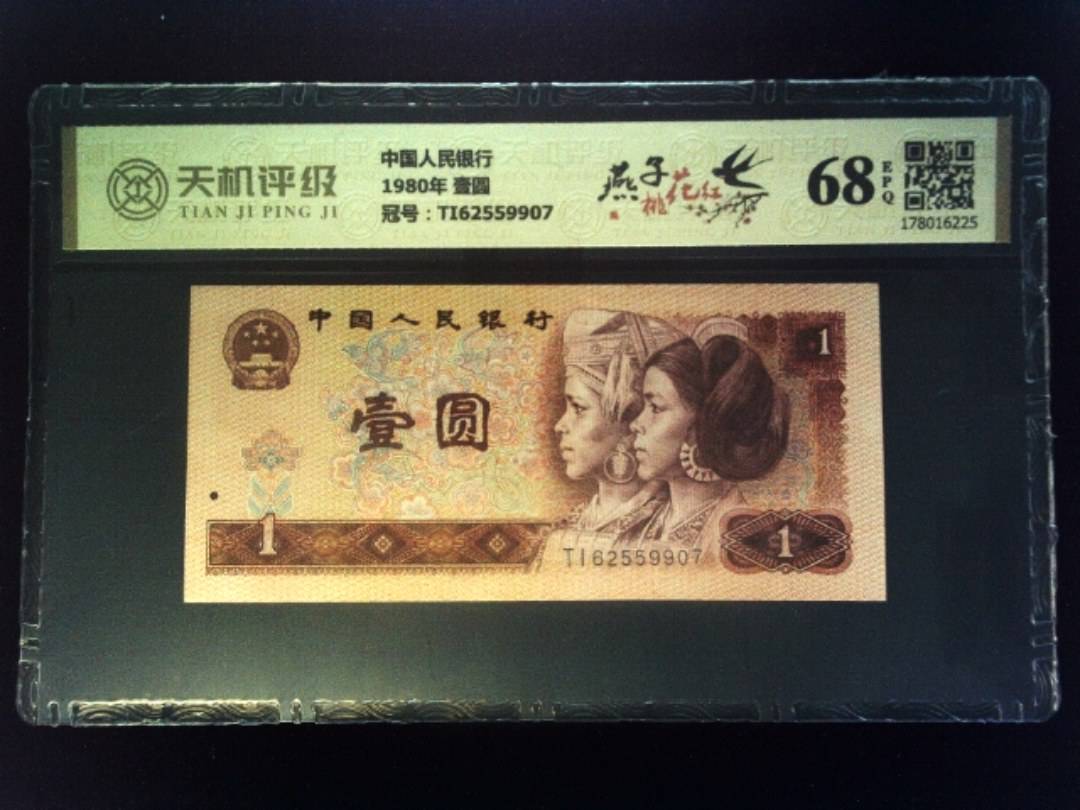 天机评级
TIAN JI PING JI
中国人民银行
1980年 壹圆
冠号：TI62559907
燕子
桃花红
68
EPQ
178016225
中国人民银行
1
壹圆
1
TI62559907
1